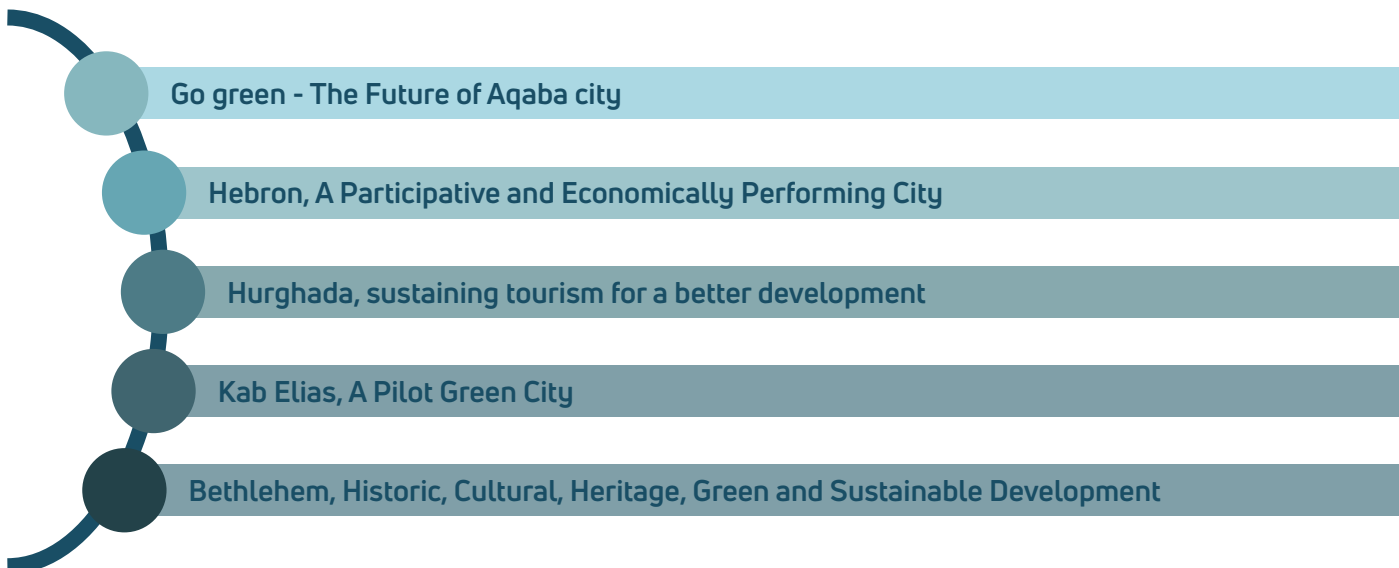 Go green - The Future of Aqaba city
Hebron, A Participative and Economically Performing City
Hurghada, sustaining tourism for a better development
Kab Elias, A Pilot Green City
Bethlehem, Historic, Cultural, Heritage, Green and Sustainable Development